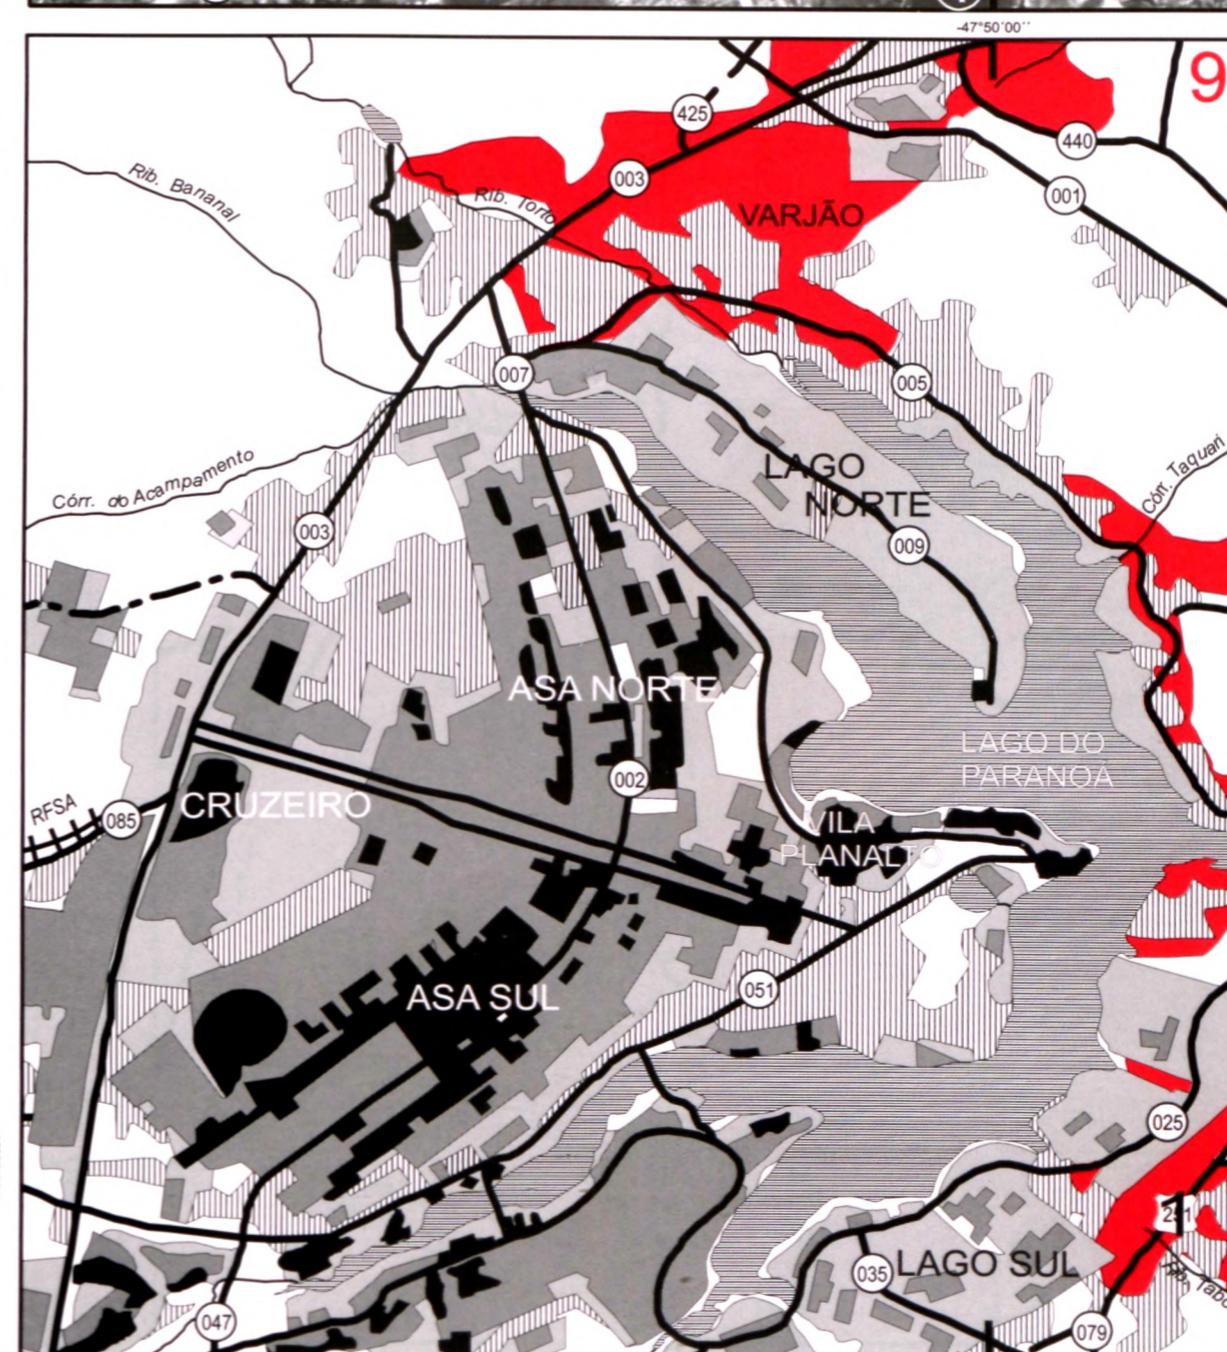 -47°50´00´´
9
425
440
003
001
Rib. Bananal
Rib. Torto
VARJÃO
007
005
LAGO
NORTE
Córr. do Acampamento
Córr. Taquari
003
009
ASA NORTE
LAGO DO
PARANOÁ
002
RFSA
085
CRUZEIRO
VILA
PLANALTO
051
ASA SUL
025
251
035
LAGO SUL
047
079